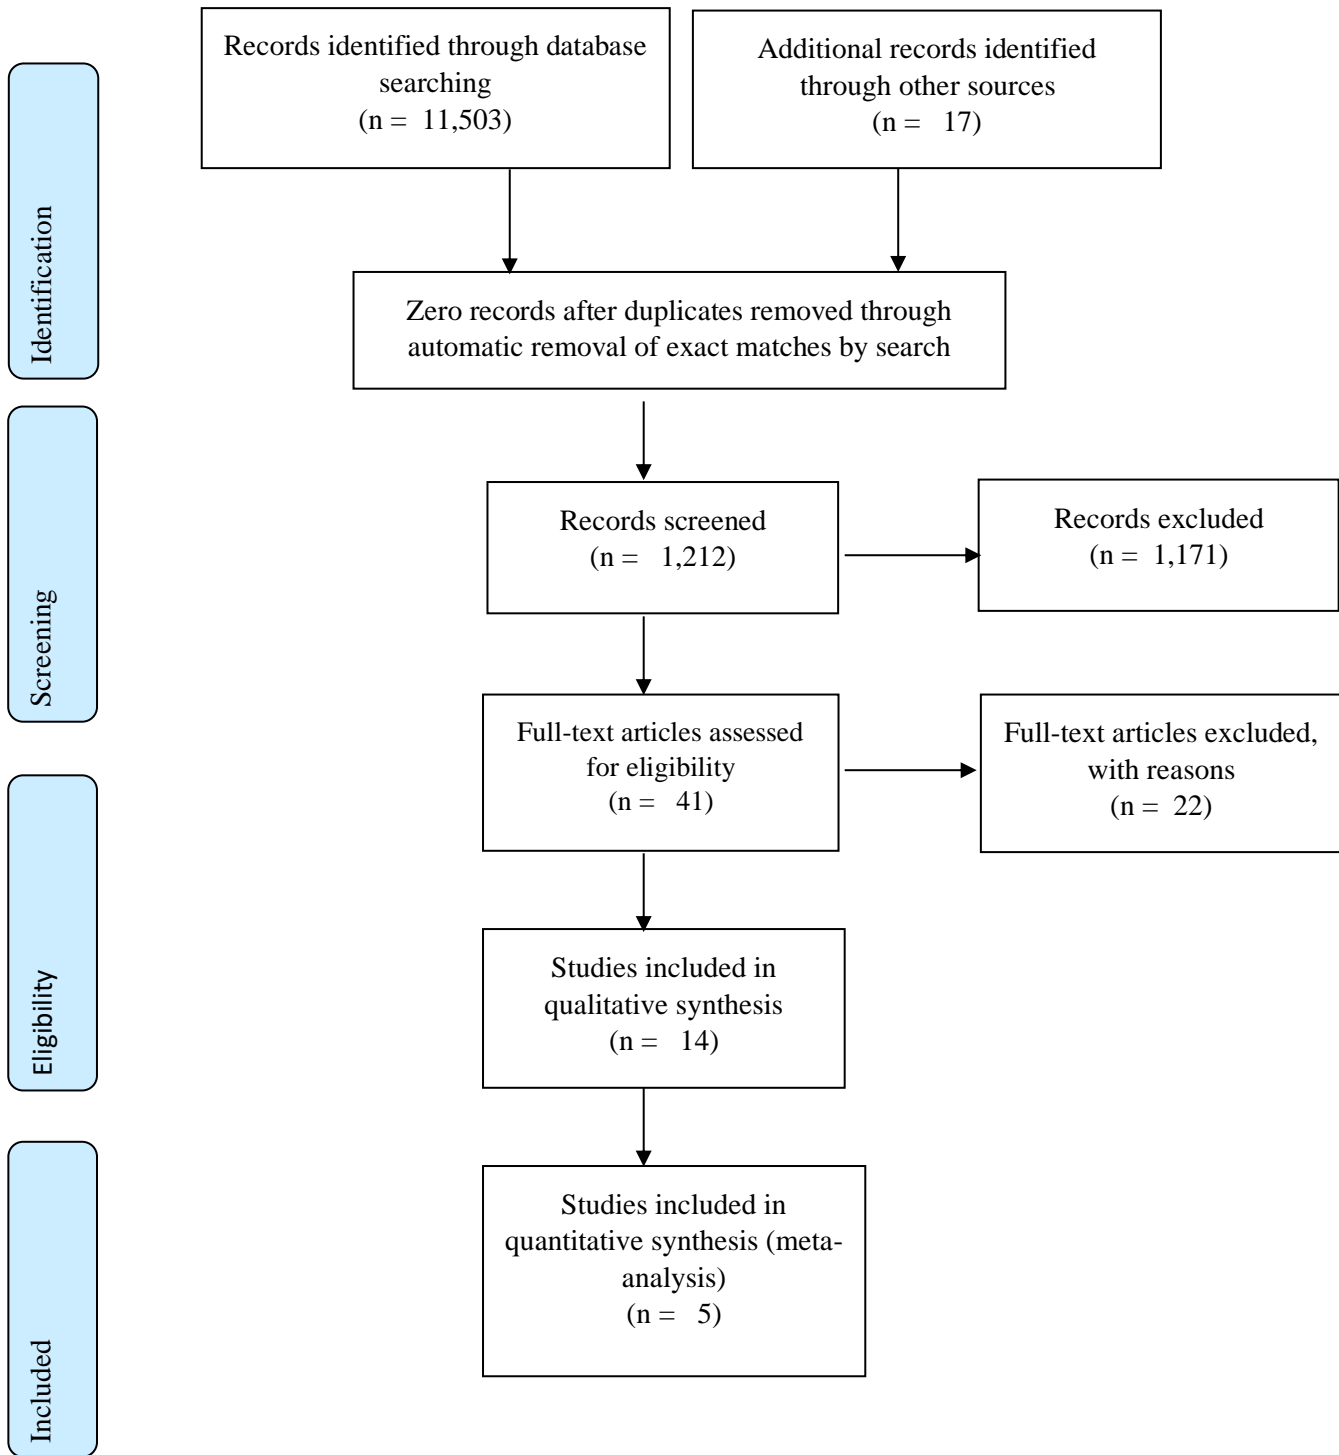 Records identified through database
searching
(n = 11,503)
Additional records identified
through other sources
(n = 17)
Identification
Zero records after duplicates removed through
automatic removal of exact matches by search
Screening
Records screened
(n = 1,212)
Records excluded
(n = 1,171)
Full-text articles assessed
for eligibility
(n = 41)
Full-text articles excluded,
with reasons
(n = 22)
Eligibility
Studies included in
qualitative synthesis
(n = 14)
Included
Studies included in
quantitative synthesis (meta-
analysis)
(n = 5)